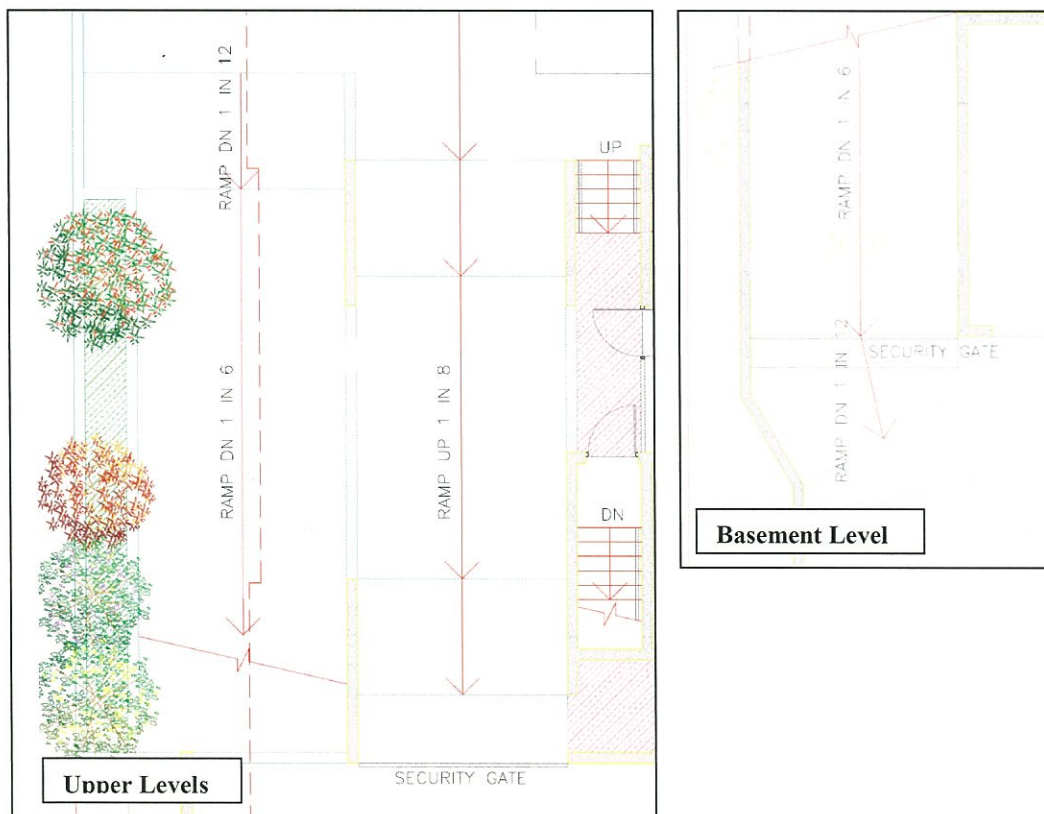 RAMP DN 1 IN 12
RAMP DN 1 IN 6
RAMP UP 1 IN 8
UP
DN
SECURITY GATE
Upper Levels
RAMP DN 1 IN 6
SECURITY GATE
RAMP DN 1 IN 12
Basement Level